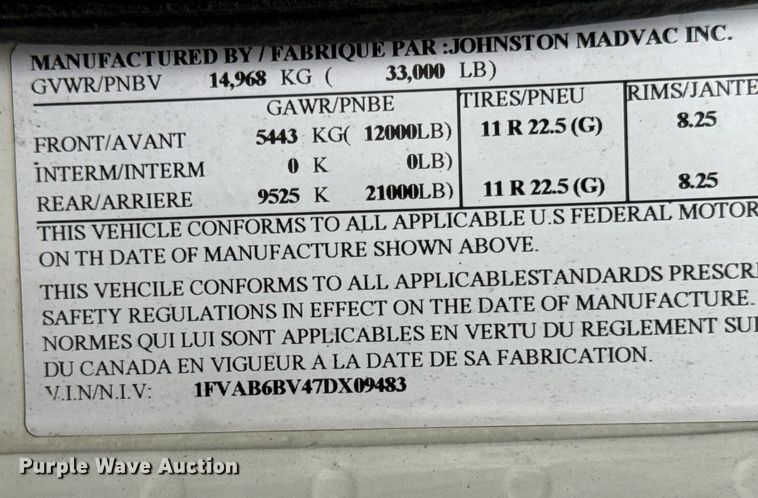 MANUFACTURED BY / FABRIQUE PAR :JOHNSTON MADVAC INC.
GVWR/PNBV 14,968 KG ( 33,000 LB)
GAWR/PNBE TIRES/PNEU RIMS/JANTE
FRONT/AVANT 5443 KG( 12000LB) 11 R 22.5 (G) 8.25
INTERM/INTERM 0 K 0LB)
REAR/ARRIERE 9525 K 21000LB) 11 R 22.5 (G) 8.25
THIS VEHICLE CONFORMS TO ALL APPLICABLE U.S FEDERAL MOTOR
ON TH DATE OF MANUFACTURE SHOWN ABOVE.
THIS VEHCILE CONFORMS TO ALL APPLICABLESTANDARDS PRESCRI
SAFETY REGULATIONS IN EFFECT ON THE DATE OF MANUFACTURE.
NORMES QUI LUI SONT APPLICABLES EN VERTU DU REGLEMENT SU
DU CANADA EN VIGUEUR A LA DATE DE SA FABRICATION.
V.I.N/N.I.V: 1FVAB6BV47DX09483
Purple Wave Auction